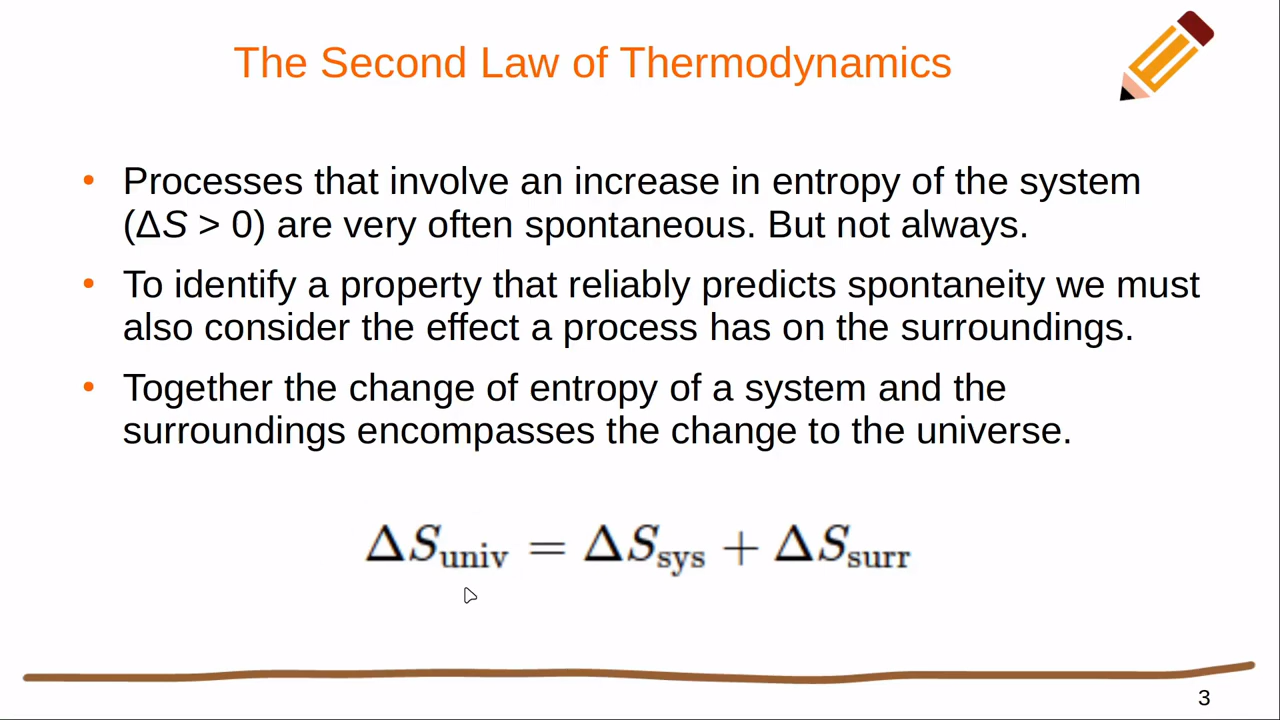 The Second Law of Thermodynamics
• Processes that involve an increase in entropy of the system
(ΔS > 0) are very often spontaneous. But not always.
• To identify a property that reliably predicts spontaneity we must
also consider the effect a process has on the surroundings.
• Together the change of entropy of a system and the
surroundings encompasses the change to the universe.
ΔS_univ = ΔS_sys + ΔS_surr
3